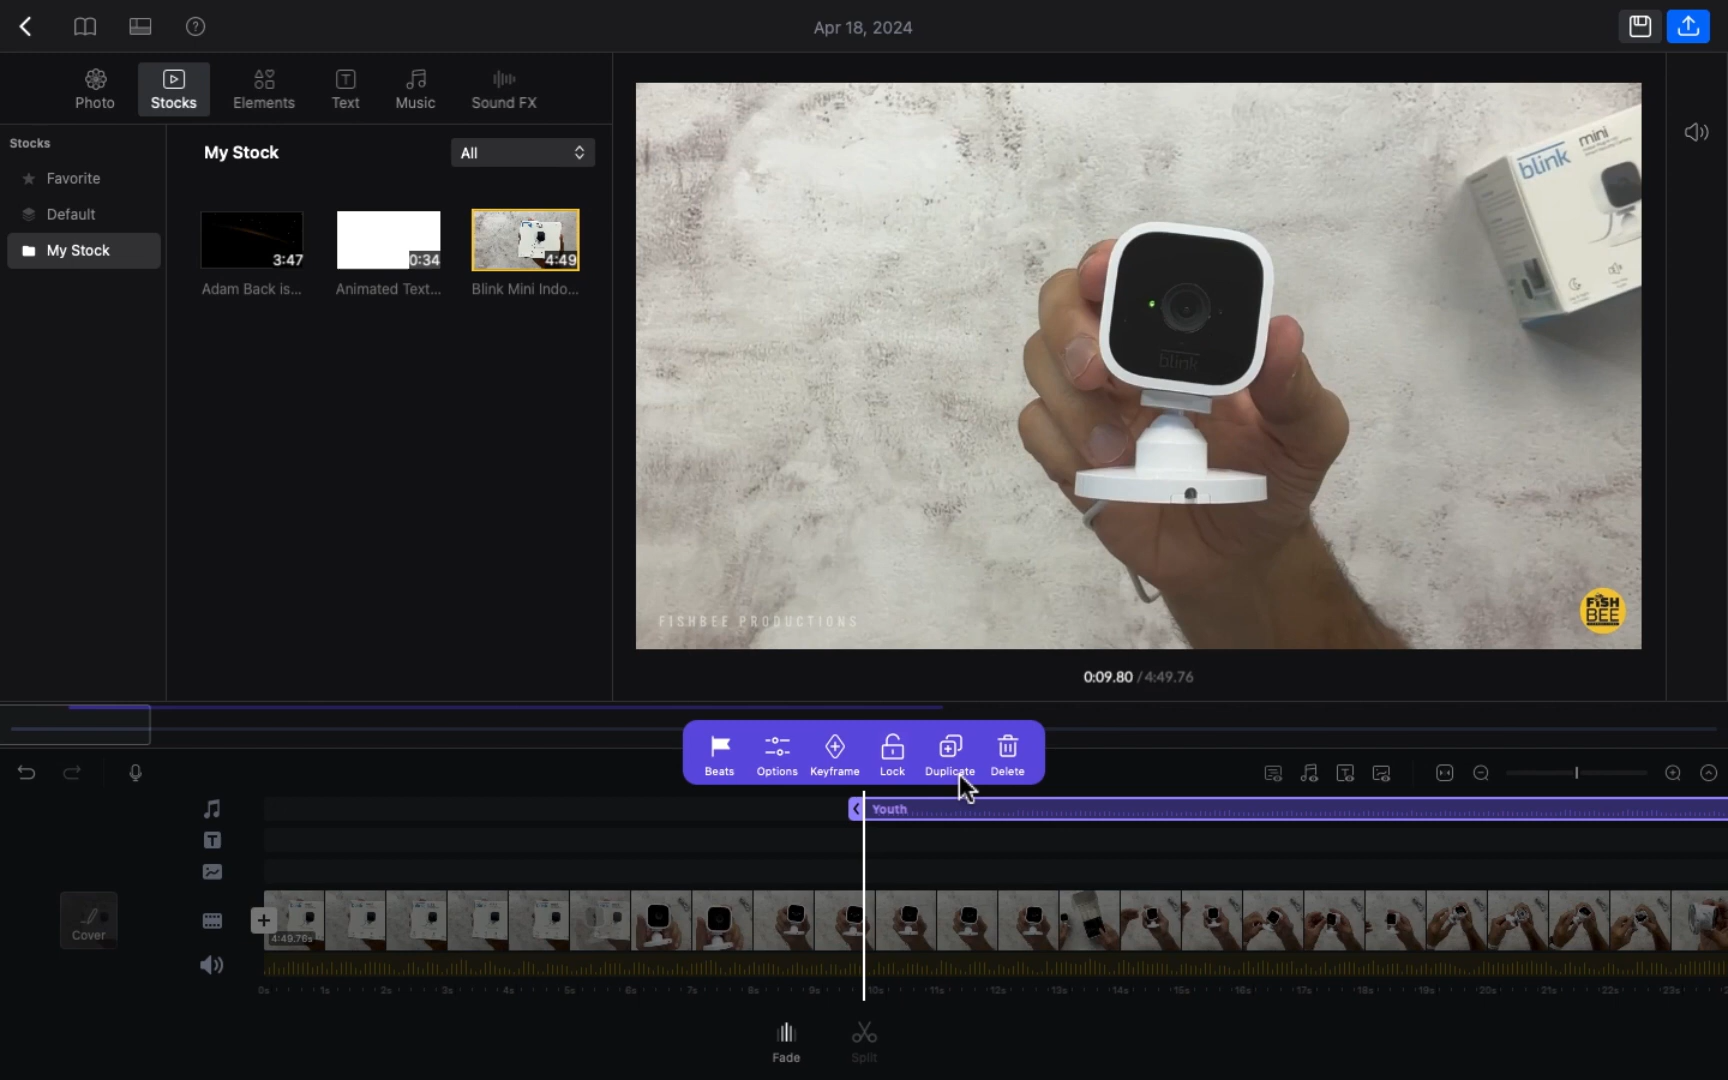 Apr 18, 2024
Photo
Stocks
Elements
Text
Music
Sound FX
Stocks
Favorite
Default
My Stock
My Stock
All
3:47
0:34
4:49
Adam Back is...
Animated Text...
Blink Mini Indo...
blink
mini
blink
FISHBEE PRODUCTIONS
FISH
BEE
0:09.80 / 4:49.76
Beats
Options
Keyframe
Lock
Duplicate
Delete
Youth
Cover
4:49.76s
0s 1s 2s 3s 4s 5s 6s 7s 8s 9s 10s 11s 12s 13s 14s 15s 16s 17s 18s 19s 20s 21s 22s 23s
Fade
Split